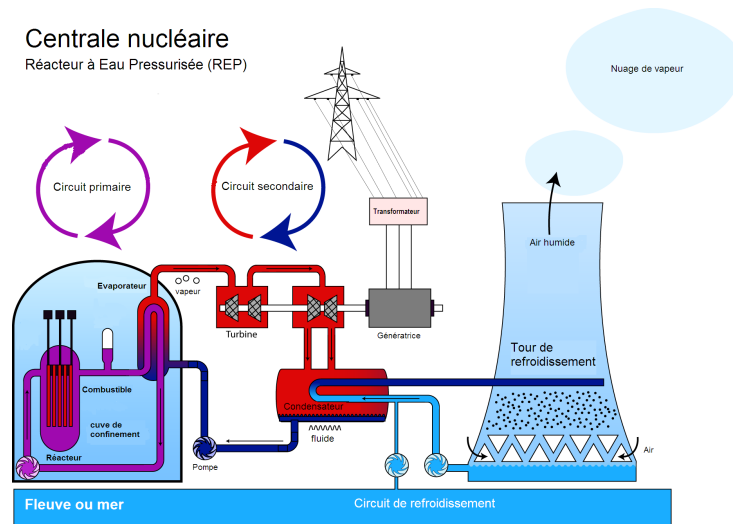 Centrale nucléaire
Réacteur à Eau Pressurisée (REP)
Nuage de vapeur
Circuit primaire
Circuit secondaire
Transformateur
Air humide
Evaporateur
vapeur
Turbine
Génératrice
Tour de
refroidissement
Combustible
Condensateur
cuve de
confinement
fluide
Réacteur
Pompe
Air
Fleuve ou mer
Circuit de refroidissement